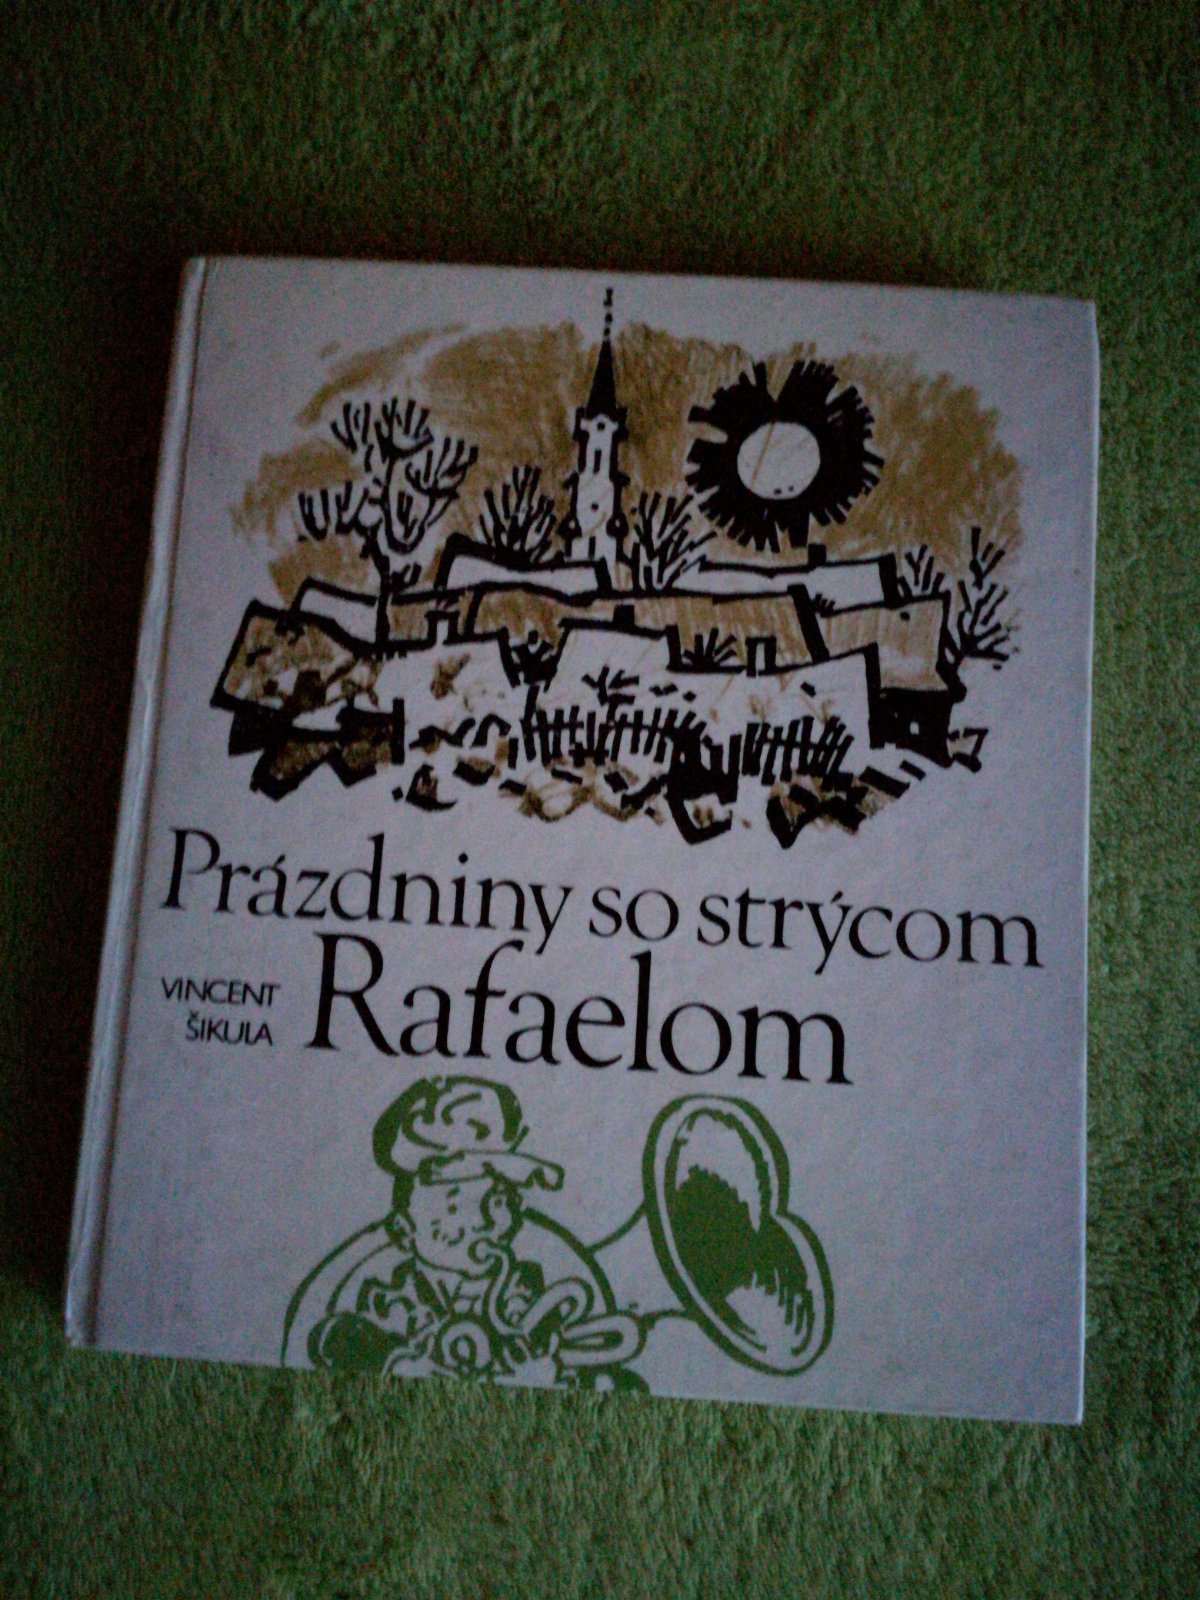 Prázdniny so strýcom
Rafaelom
VINCENT
ŠIKULA